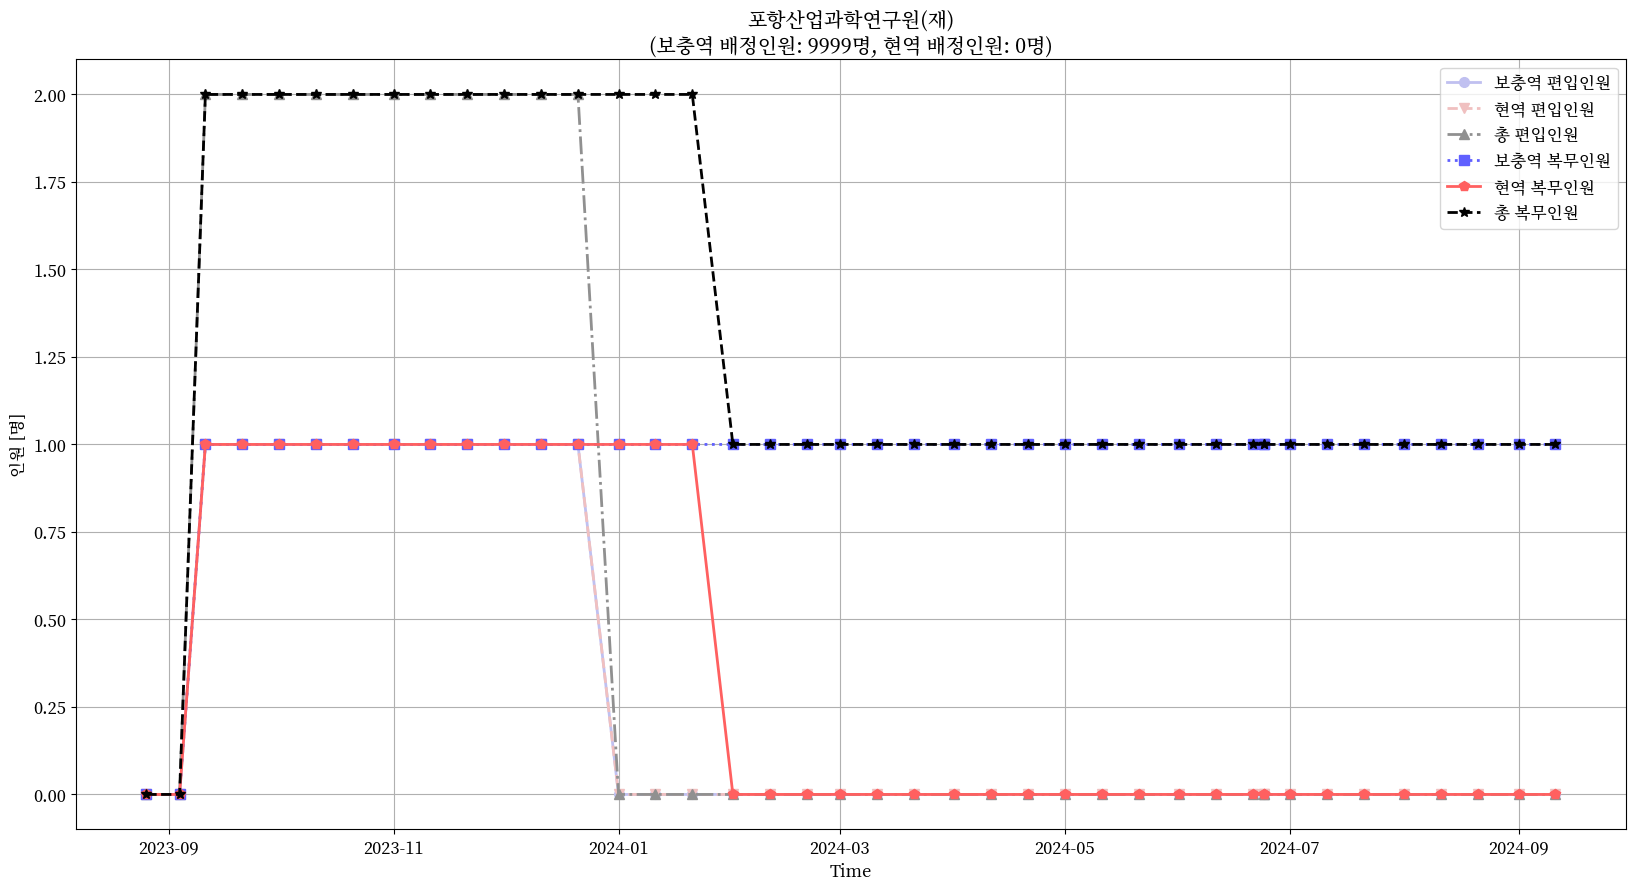 포항산업과학연구원(재)
(보충역 배정인원: 9999명, 현역 배정인원: 0명)
보충역 편입인원
현역 편입인원
총 편입인원
보충역 복무인원
현역 복무인원
총 복무인원
인원 [명]
2.00
1.75
1.50
1.25
1.00
0.75
0.50
0.25
0.00
2023-09
2023-11
2024-01
2024-03
2024-05
2024-07
2024-09
Time